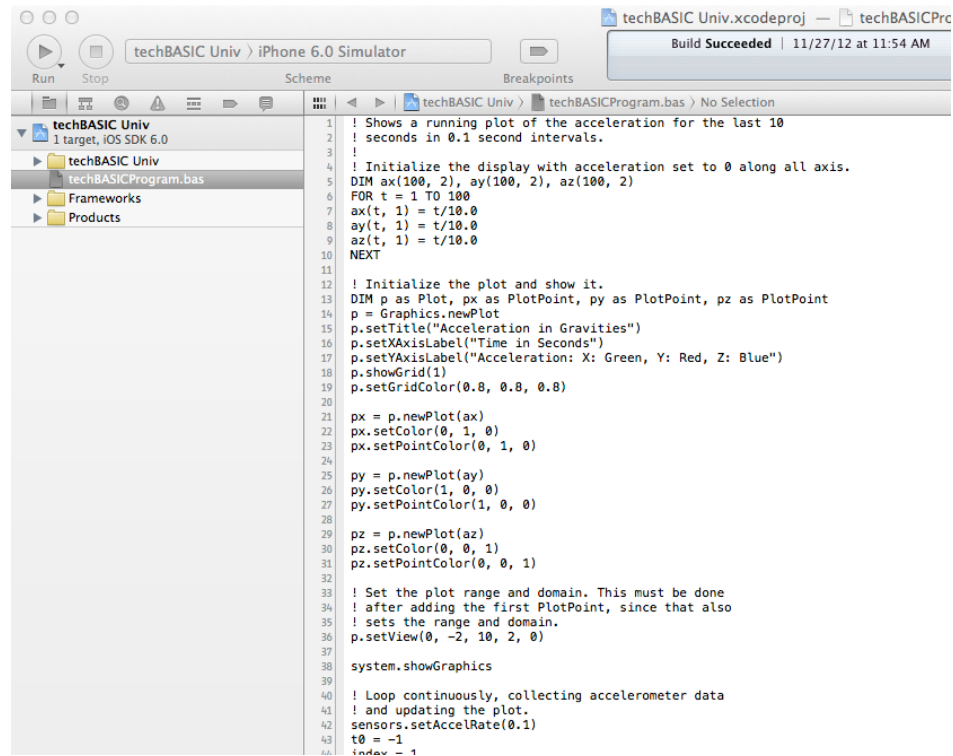 techBASIC Univ.xcodeproj — techBASICPro
techBASIC Univ 〉 iPhone 6.0 Simulator
Build Succeeded | 11/27/12 at 11:54 AM
Run Stop Scheme Breakpoints
techBASIC Univ 〉 techBASICProgram.bas 〉 No Selection
techBASIC Univ
1 target, iOS SDK 6.0
techBASIC Univ
techBASICProgram.bas
Frameworks
Products
1 ! Shows a running plot of the acceleration for the last 10
2 ! seconds in 0.1 second intervals.
3 !
4 ! Initialize the display with acceleration set to 0 along all axis.
5 DIM ax(100, 2), ay(100, 2), az(100, 2)
6 FOR t = 1 TO 100
7 ax(t, 1) = t/10.0
8 ay(t, 1) = t/10.0
9 az(t, 1) = t/10.0
10 NEXT
11
12 ! Initialize the plot and show it.
13 DIM p as Plot, px as PlotPoint, py as PlotPoint, pz as PlotPoint
14 p = Graphics.newPlot
15 p.setTitle("Acceleration in Gravities")
16 p.setXAxisLabel("Time in Seconds")
17 p.setYAxisLabel("Acceleration: X: Green, Y: Red, Z: Blue")
18 p.showGrid(1)
19 p.setGridColor(0.8, 0.8, 0.8)
20
21 px = p.newPlot(ax)
22 px.setColor(0, 1, 0)
23 px.setPointColor(0, 1, 0)
24
25 py = p.newPlot(ay)
26 py.setColor(1, 0, 0)
27 py.setPointColor(1, 0, 0)
28
29 pz = p.newPlot(az)
30 pz.setColor(0, 0, 1)
31 pz.setPointColor(0, 0, 1)
32
33 ! Set the plot range and domain. This must be done
34 ! after adding the first PlotPoint, since that also
35 ! sets the range and domain.
36 p.setView(0, -2, 10, 2, 0)
37
38 system.showGraphics
39
40 ! Loop continuously, collecting accelerometer data
41 ! and updating the plot.
42 sensors.setAccelRate(0.1)
43 t0 = -1
44 index = 1